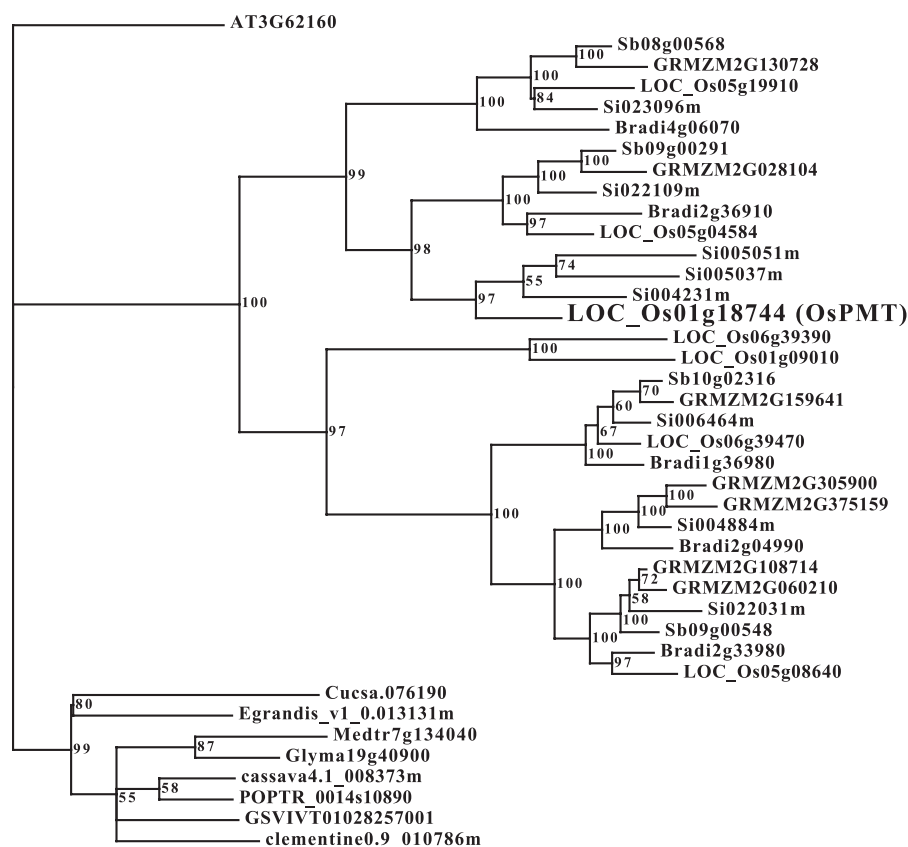 AT3G62160
Sb08g00568
100
GRMZM2G130728
100
LOC_Os05g19910
84
100
Si023096m
Bradi4g06070
Sb09g00291
100
99
GRMZM2G028104
100
Si022109m
100
Bradi2g36910
97
LOC_Os05g04584
98
Si005051m
74
Si005037m
55
Si004231m
97
100
LOC_Os01g18744 (OsPMT)
LOC_Os06g39390
100
LOC_Os01g09010
Sb10g02316
70
GRMZM2G159641
60
Si006464m
97
67
LOC_Os06g39470
100
Bradi1g36980
GRMZM2G305900
100
GRMZM2G375159
100
100
Si004884m
100
Bradi2g04990
GRMZM2G108714
100
72
GRMZM2G060210
58
Si022031m
100
Sb09g00548
100
Bradi2g33980
97
LOC_Os05g08640
Cucsa.076190
80
Egrandis_v1_0.013131m
Medtr7g134040
99
87
Glyma19g40900
cassava4.1_008373m
58
55
POPTR_0014s10890
GSVIVT01028257001
clementine0.9_010786m